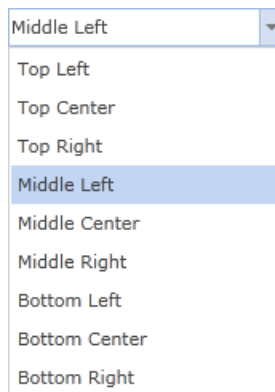 Middle Left
Top Left
Top Center
Top Right
Middle Left
Middle Center
Middle Right
Bottom Left
Bottom Center
Bottom Right